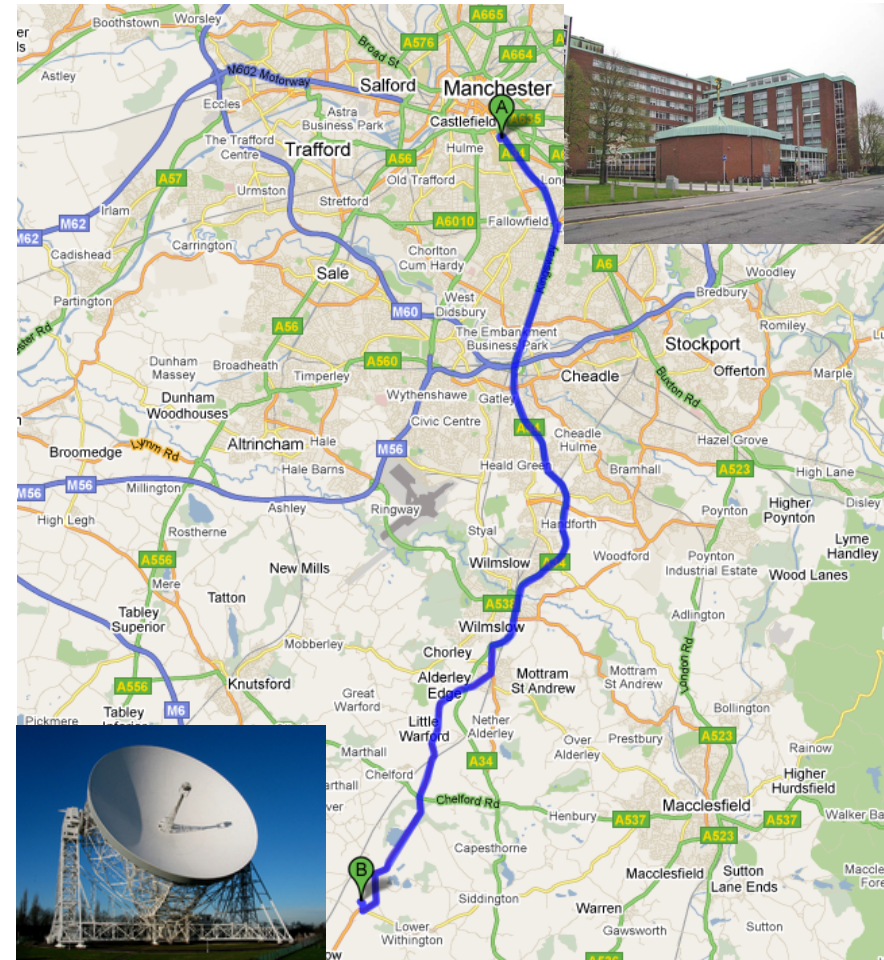 Boothstown
Worsley
A665
A576
Broad St
A664
Astley
M602 Motorway
Salford
Manchester
Eccles
Astra
Business Park
Castlefield
A
A635
The Trafford
Centre
Trafford
Hulme
A57
A56
Old Trafford
Urmston
Irlam
Stretford
A6010
Fallowfield
M62
M62
Cadishead
Carrington
Chorlton
Cum Hardy
Kingsway
A6
Woodley
Sale
Bredbury
Partington
West
Didsbury
M60
Romiley
A56
The Embankment
Business Park
Stockport
Dunham
Massey
Broadheath
A560
Timperley
Cheadle
Offerton
Marple
Buxton Rd
Dunham
Woodhouses
Wythenshawe
Gatley
Civic Centre
Cheadle
Hulme
Lymm Rd
Altrincham
Hale
Hazel Grove
Broomedge
M56
Hale Barns
Heald Green
Bramhall
A523
High Lane
M56
M56
Millington
Ashley
Ringway
Poynton
Higher
Poynton
Disley
High Legh
Rostherne
Styal
Handforth
Lyme
Handley
A556
Mere
New Mills
Wilmslow
Woodford
Poynton
Industrial Estate
Wood Lanes
Tatton
A538
Tabley
Superior
Wilmslow
Adlington
Mobberley
Chorley
London Rd
A556
Knutsford
Alderley
Edge
Mottram
St Andrew
Mottram
St Andrew
M6
Great
Warford
Bollington
Pickmere
Tabley
Little
Warford
Nether
Alderley
Over
Alderley
Prestbury
A523
Rainow
Marthall
A34
Chelford
Higher
Hurdsfield
Chelford Rd
Macclesfield
Henbury
A537
A537
A523
Capesthorne
B
Macclesfield
Sutton
Lane Ends
Siddington
Warren
Lower
Withington
Gawsworth
Sutton